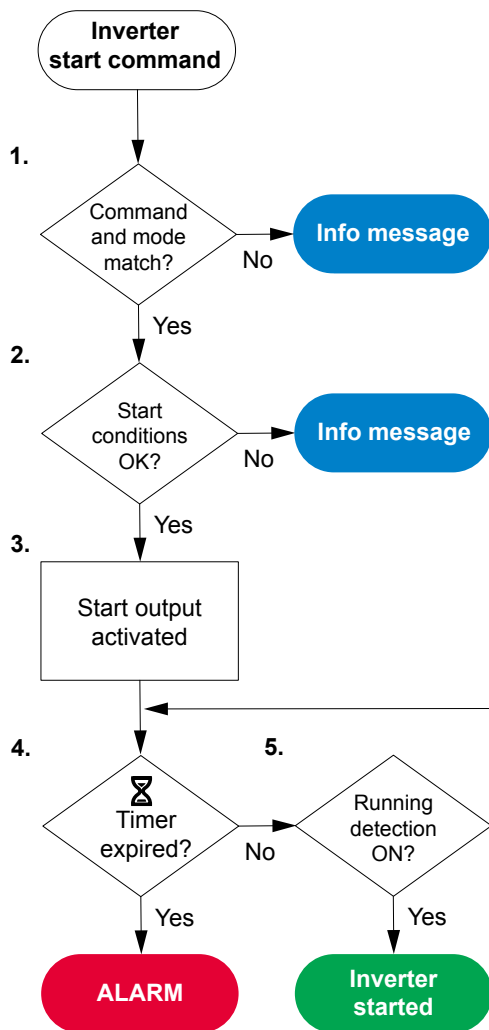 Inverter
start command
1.
Command
and mode
match?
No
Info message
Yes
2.
Start
conditions
OK?
No
Info message
Yes
3.
Start output
activated
4.
Timer
expired?
No
5.
Running
detection
ON?
Yes
Yes
ALARM
Inverter
started